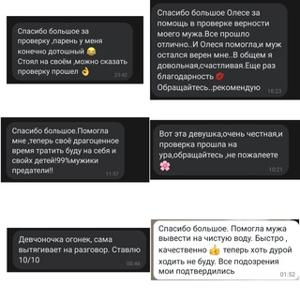 Спасибо большое за
проверку ,парень у меня
конечно дотошный 😂
Стоял на своём ,можно сказать
проверку прошел 👌
23:42
Спасибо большое Олесе за
помощь в проверке верности
моего мужа.Все прошло
отлично..И Олеся помогла,и муж
остался верен мне..В общем я
довольная,счастливая.Еще раз
благодарность 💋
Обращайтесь..рекомендую
18:23
Спасибо большое.Помогла
мне ,теперь своё драгоценное
время тратить буду на себя и
своих детей!99%мужики
предатели!!
11:57
Вот эта девушка,очень честная,и
проверка прошла на
ура,обращайтесь ,не пожалеете
🌸
10:21
Девчоночка огонек, сама
вытягивает на разговор. Ставлю
10/10
00:46
Спасибо большое. Помогла мужа
вывести на чистую воду. Быстро ,
качественно 👍 теперь хоть дурой
ходить не буду. Все подозрения
мои подтвердились
01:52